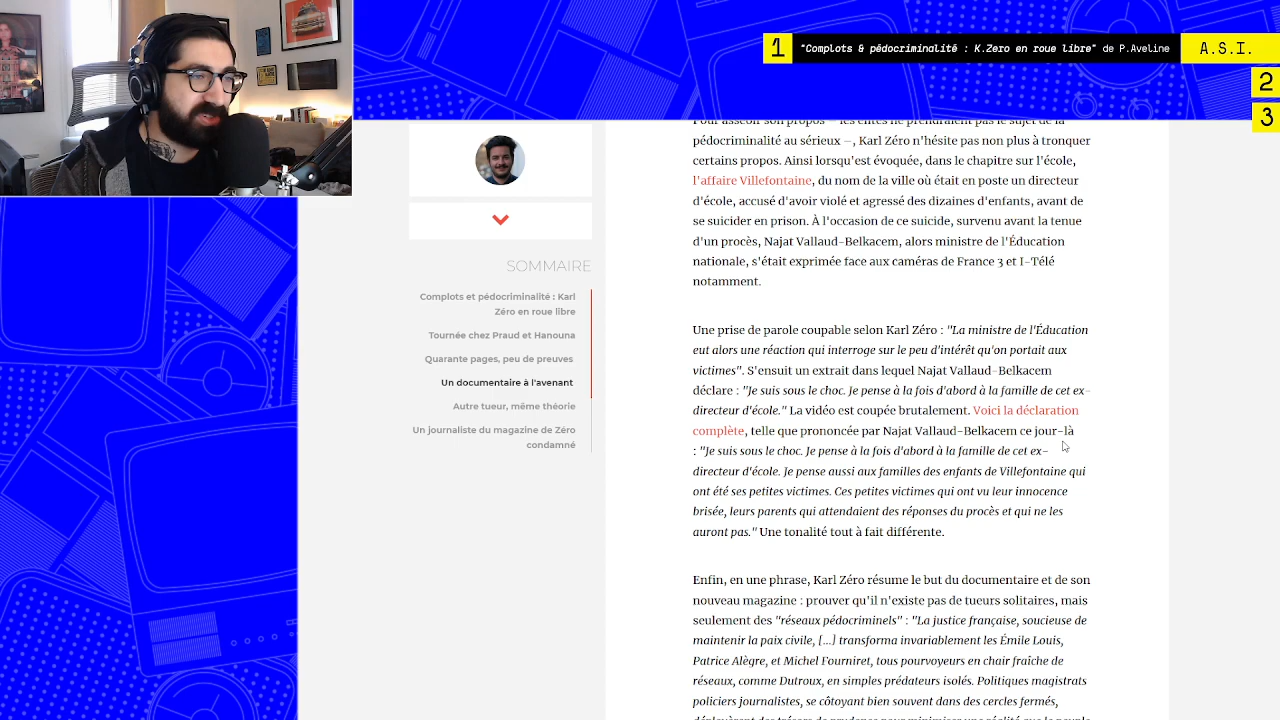 1 "Complots & pédocriminalité : K.Zero en roue libre" de P.Aveline A.S.I.
2
3
pédocriminalité au sérieux –, Karl Zéro n'hésite pas non plus à tronquer
certains propos. Ainsi lorsqu'est évoquée, dans le chapitre sur l'école,
l'affaire Villefontaine, du nom de la ville où était en poste un directeur
d'école, accusé d'avoir violé et agressé des dizaines d'enfants, avant de
se suicider en prison. À l'occasion de ce suicide, survenu avant la tenue
d'un procès, Najat Vallaud-Belkacem, alors ministre de l'Éducation
nationale, s'était exprimée face aux caméras de France 3 et I-Télé
notamment.
SOMMAIRE
Complots et pédocriminalité : Karl
Zéro en roue libre
Tournée chez Praud et Hanouna
Quarante pages, peu de preuves
Un documentaire à l'avenant
Autre tueur, même théorie
Un journaliste du magazine de Zéro
condamné
Une prise de parole coupable selon Karl Zéro : "La ministre de l'Éducation
eut alors une réaction qui interroge sur le peu d'intérêt qu'on portait aux
victimes". S'ensuit un extrait dans lequel Najat Vallaud-Belkacem
déclare : "Je suis sous le choc. Je pense à la fois d'abord à la famille de cet ex-
directeur d'école." La vidéo est coupée brutalement. Voici la déclaration
complète, telle que prononcée par Najat Vallaud-Belkacem ce jour-là
: "Je suis sous le choc. Je pense à la fois d'abord à la famille de cet ex-
directeur d'école. Je pense aussi aux familles des enfants de Villefontaine qui
ont été ses petites victimes. Ces petites victimes qui ont vu leur innocence
brisée, leurs parents qui attendaient des réponses du procès et qui ne les
auront pas." Une tonalité tout à fait différente.
Enfin, en une phrase, Karl Zéro résume le but du documentaire et de son
nouveau magazine : prouver qu'il n'existe pas de tueurs solitaires, mais
seulement des "réseaux pédocriminels" : "La justice française, soucieuse de
maintenir la paix civile, [...] transforma invariablement les Émile Louis,
Patrice Alègre, et Michel Fourniret, tous pourvoyeurs en chair fraîche de
réseaux, comme Dutroux, en simples prédateurs isolés. Politiques magistrats
policiers journalistes, se côtoyant bien souvent dans des cercles fermés,